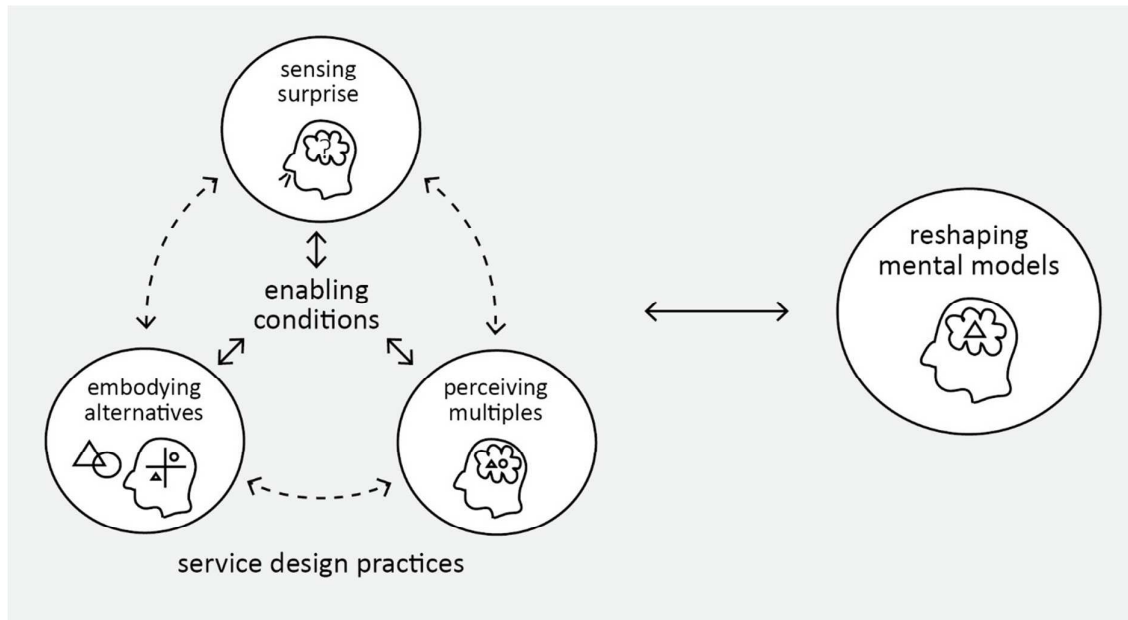 sensing
surprise
?
enabling
conditions
embodying
alternatives
perceiving
multiples
service design practices
reshaping
mental models